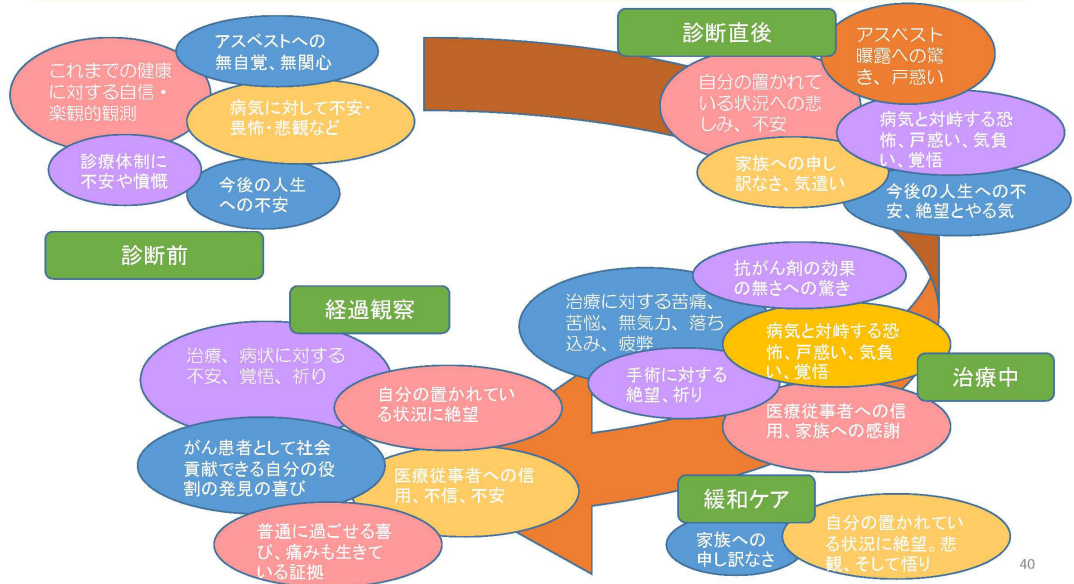 これまでの健康
に対する自信・
楽観的観測
アスベストへの
無自覚、無関心
病気に対して不安・
畏怖・悲観など
診療体制に
不安や憤慨
今後の人生
への不安
診断前
診断直後
自分の置かれて
いる状況への悲
しみ、不安
アスベスト
曝露への驚
き、戸惑い
病気と対峙する恐
怖、戸惑い、気負
い、覚悟
家族への申し
訳なさ、気遣い
今後の人生への不
安、絶望とやる気
抗がん剤の効果
の無さへの驚き
治療に対する苦痛、
苦悩、無気力、落ち
込み、疲弊
病気と対峙する恐
怖、戸惑い、気負
い、覚悟
手術に対する
絶望、祈り
治療中
医療従事者への信
用、家族への感謝
経過観察
治療、病状に対する
不安、覚悟、祈り
自分の置かれてい
る状況に絶望
がん患者として社会
貢献できる自分の役
割の発見の喜び
医療従事者への信
用、不信、不安
普通に過ごせる喜
び、痛みも生きて
いる証拠
緩和ケア
家族への
申し訳なさ
自分の置かれてい
る状況に絶望。悲
観、そして悟り
40